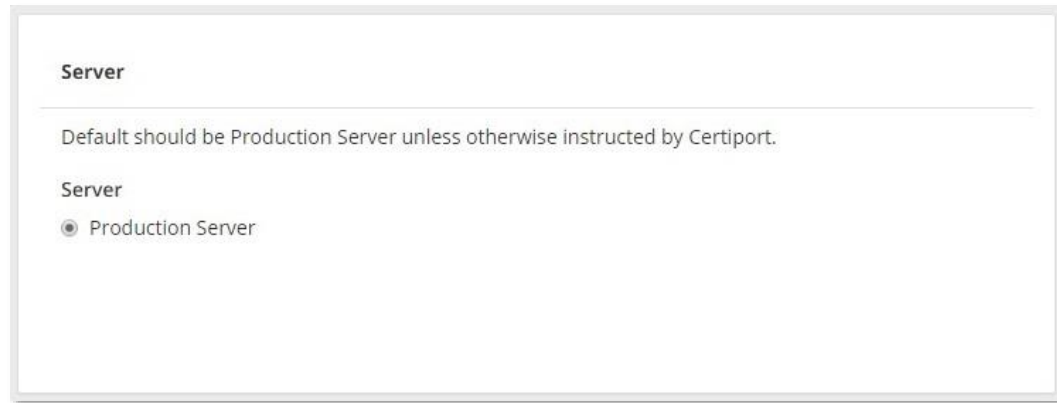 Server
Default should be Production Server unless otherwise instructed by Certiport.
Server
Production Server